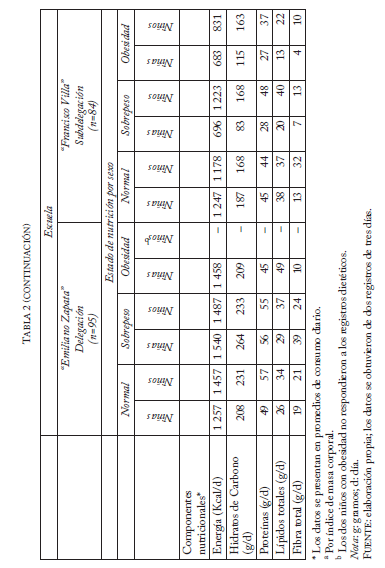 TABLA 2 (CONTINUACIÓN)
Escuela
"Emiliano Zapata" "Francisco Villa"
Delegación Subdelegación
(n=95) (n=84)
Estado de nutrición por sexo
Normal Sobrepeso Obesidad Normal Sobrepeso Obesidad
Niñas Niños Niñas Niños Niñas Niños b Niñas Niños Niñas Niños Niñas Niños
Componentes
nutricionales*
Energía (Kcal/d) 1 257 1 457 1 540 1 487 1 458 – 1 247 1 178 696 1 223 683 831
Hidratos de Carbono 208 231 264 233 209 – 187 168 83 168 115 163
(g/d)
Proteínas (g/d) 49 57 56 55 45 – 45 44 28 48 27 37
Lípidos totales (g/d) 26 34 29 37 49 – 38 37 20 40 13 22
Fibra total (g/d) 19 21 39 24 10 – 13 32 7 13 4 10
* Los datos se presentan en promedios de consumo diario.
a Por índice de masa corporal.
b Los dos niños con obesidad no respondieron a los registros dietéticos.
Nota: g: gramos; d: día.
FUENTE: elaboración propia; los datos se obtuvieron de dos registros de tres días.